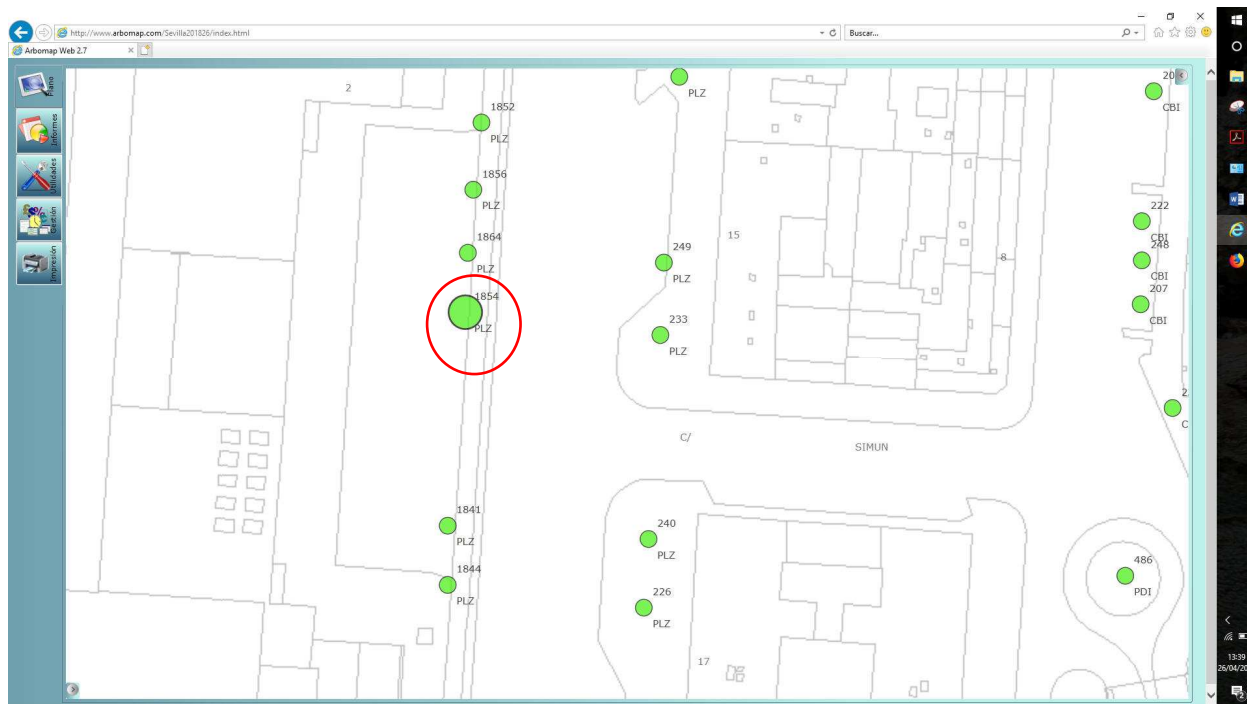 http://www.arbomap.com/Sevilla201826/index.html
Buscar...
Arbomap Web 2.7
Plano
Informes
Utilidades
Gestión
Impresión
2
1852
PLZ
1856
PLZ
1864
PLZ
1854
PLZ
1841
PLZ
1844
PLZ
PLZ
249
PLZ
233
PLZ
15
8
C/
SIMUN
240
PLZ
226
PLZ
17
20
CBI
222
CBI
248
CBI
207
CBI
2
C
486
PDI
13:39
26/04/20
2